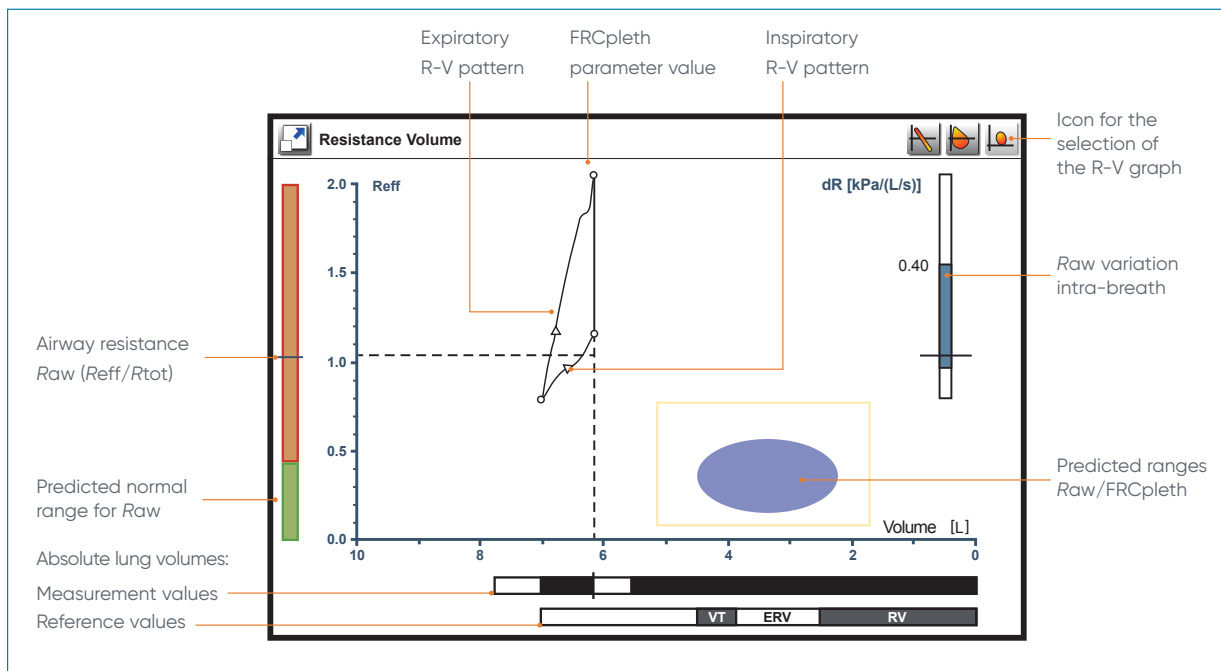 Expiratory
R-V pattern
FRCpleth
parameter value
Inspiratory
R-V pattern
Icon for the
selection of
the R-V graph
Resistance Volume
2.0
Reff
dR [kPa/(L/s)]
1.5
0.40
Raw variation
intra-breath
Airway resistance
Raw (Reff/Rtot)
1.0
0.5
Predicted normal
range for Raw
Predicted ranges
Raw/FRCpleth
0.0
Volume [L]
10 8 6 4 2 0
Absolute lung volumes:
Measurement values
Reference values
VT ERV RV